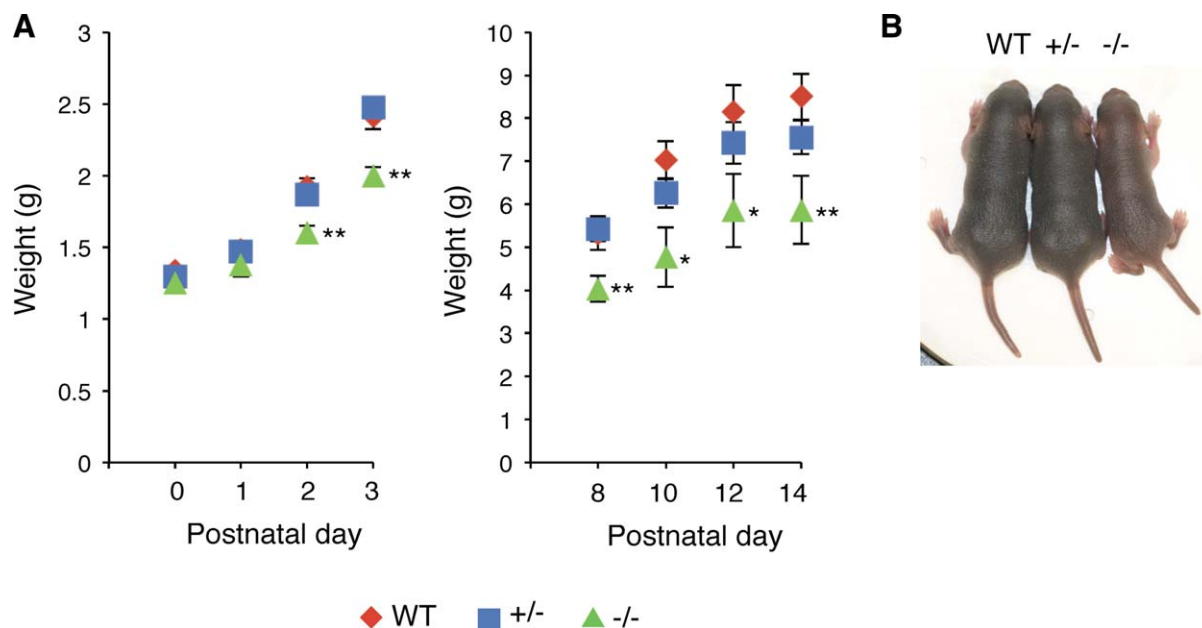 A
Weight (g)
3
2.5
2
1.5
1
0.5
0
**
**
0 1 2 3
Postnatal day
Weight (g)
10
9
8
7
6
5
4
3
2
1
0
**
*
*
**
8 10 12 14
Postnatal day
WT +/- -/-
B
WT +/- -/-